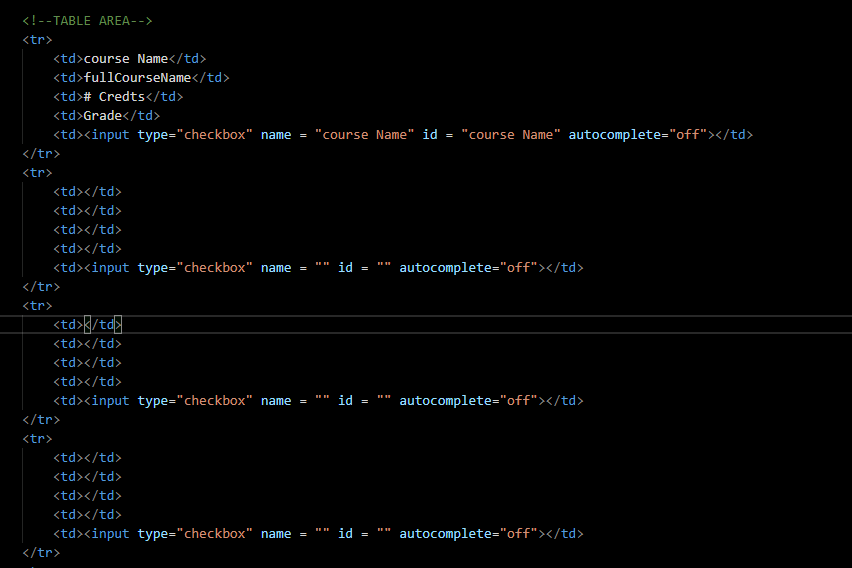 <!--TABLE AREA-->
<tr>
<td>course Name</td>
<td>fullCourseName</td>
<td># Credts</td>
<td>Grade</td>
<td><input type="checkbox" name = "course Name" id = "course Name" autocomplete="off"></td>
</tr>
<tr>
<td></td>
<td></td>
<td></td>
<td></td>
<td><input type="checkbox" name = "" id = "" autocomplete="off"></td>
</tr>
<tr>
<td></td>
<td></td>
<td></td>
<td></td>
<td><input type="checkbox" name = "" id = "" autocomplete="off"></td>
</tr>
<tr>
<td></td>
<td></td>
<td></td>
<td></td>
<td><input type="checkbox" name = "" id = "" autocomplete="off"></td>
</tr>